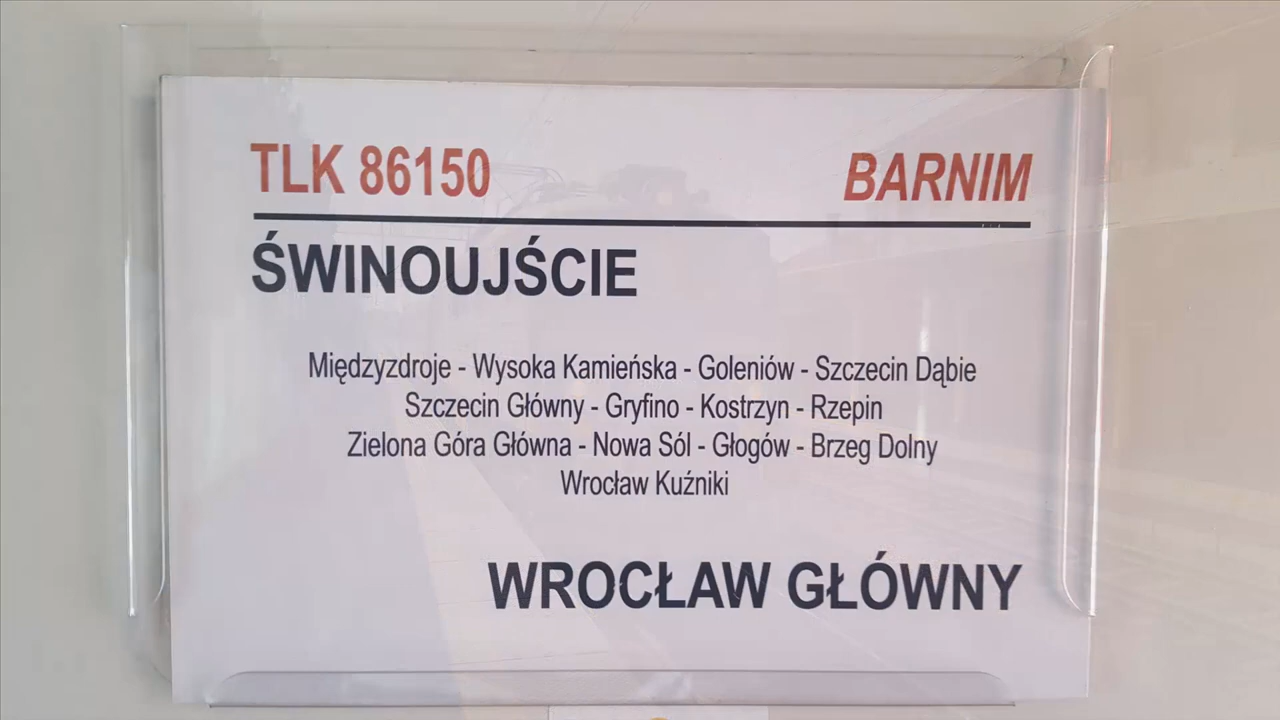 TLK 86150 BARNIM
ŚWINOUJŚCIE
Międzyzdroje - Wysoka Kamieńska - Goleniów - Szczecin Dąbie
Szczecin Główny - Gryfino - Kostrzyn - Rzepin
Zielona Góra Główna - Nowa Sól - Głogów - Brzeg Dolny
Wrocław Kuźniki
WROCŁAW GŁÓWNY